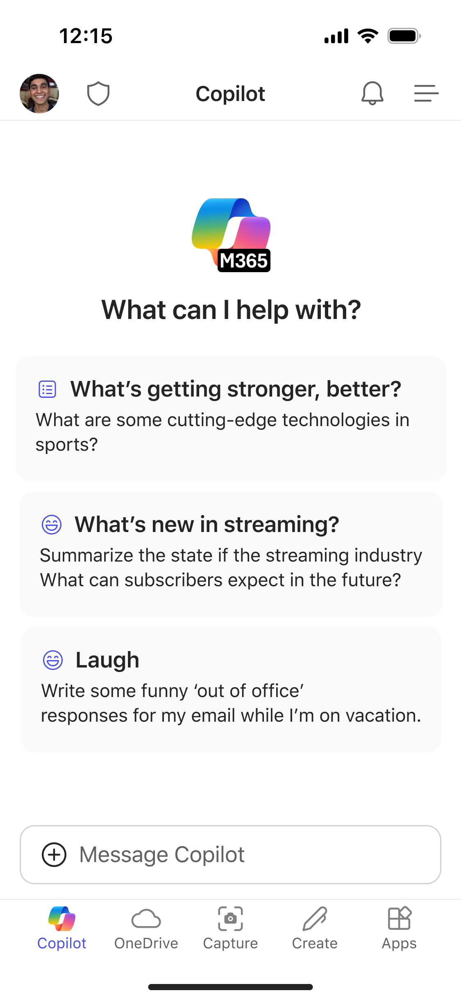 12:15
Copilot
M365
What can I help with?
What’s getting stronger, better?
What are some cutting-edge technologies in
sports?
What’s new in streaming?
Summarize the state if the streaming industry
What can subscribers expect in the future?
Laugh
Write some funny ‘out of office’
responses for my email while I’m on vacation.
Message Copilot
Copilot
OneDrive
Capture
Create
Apps